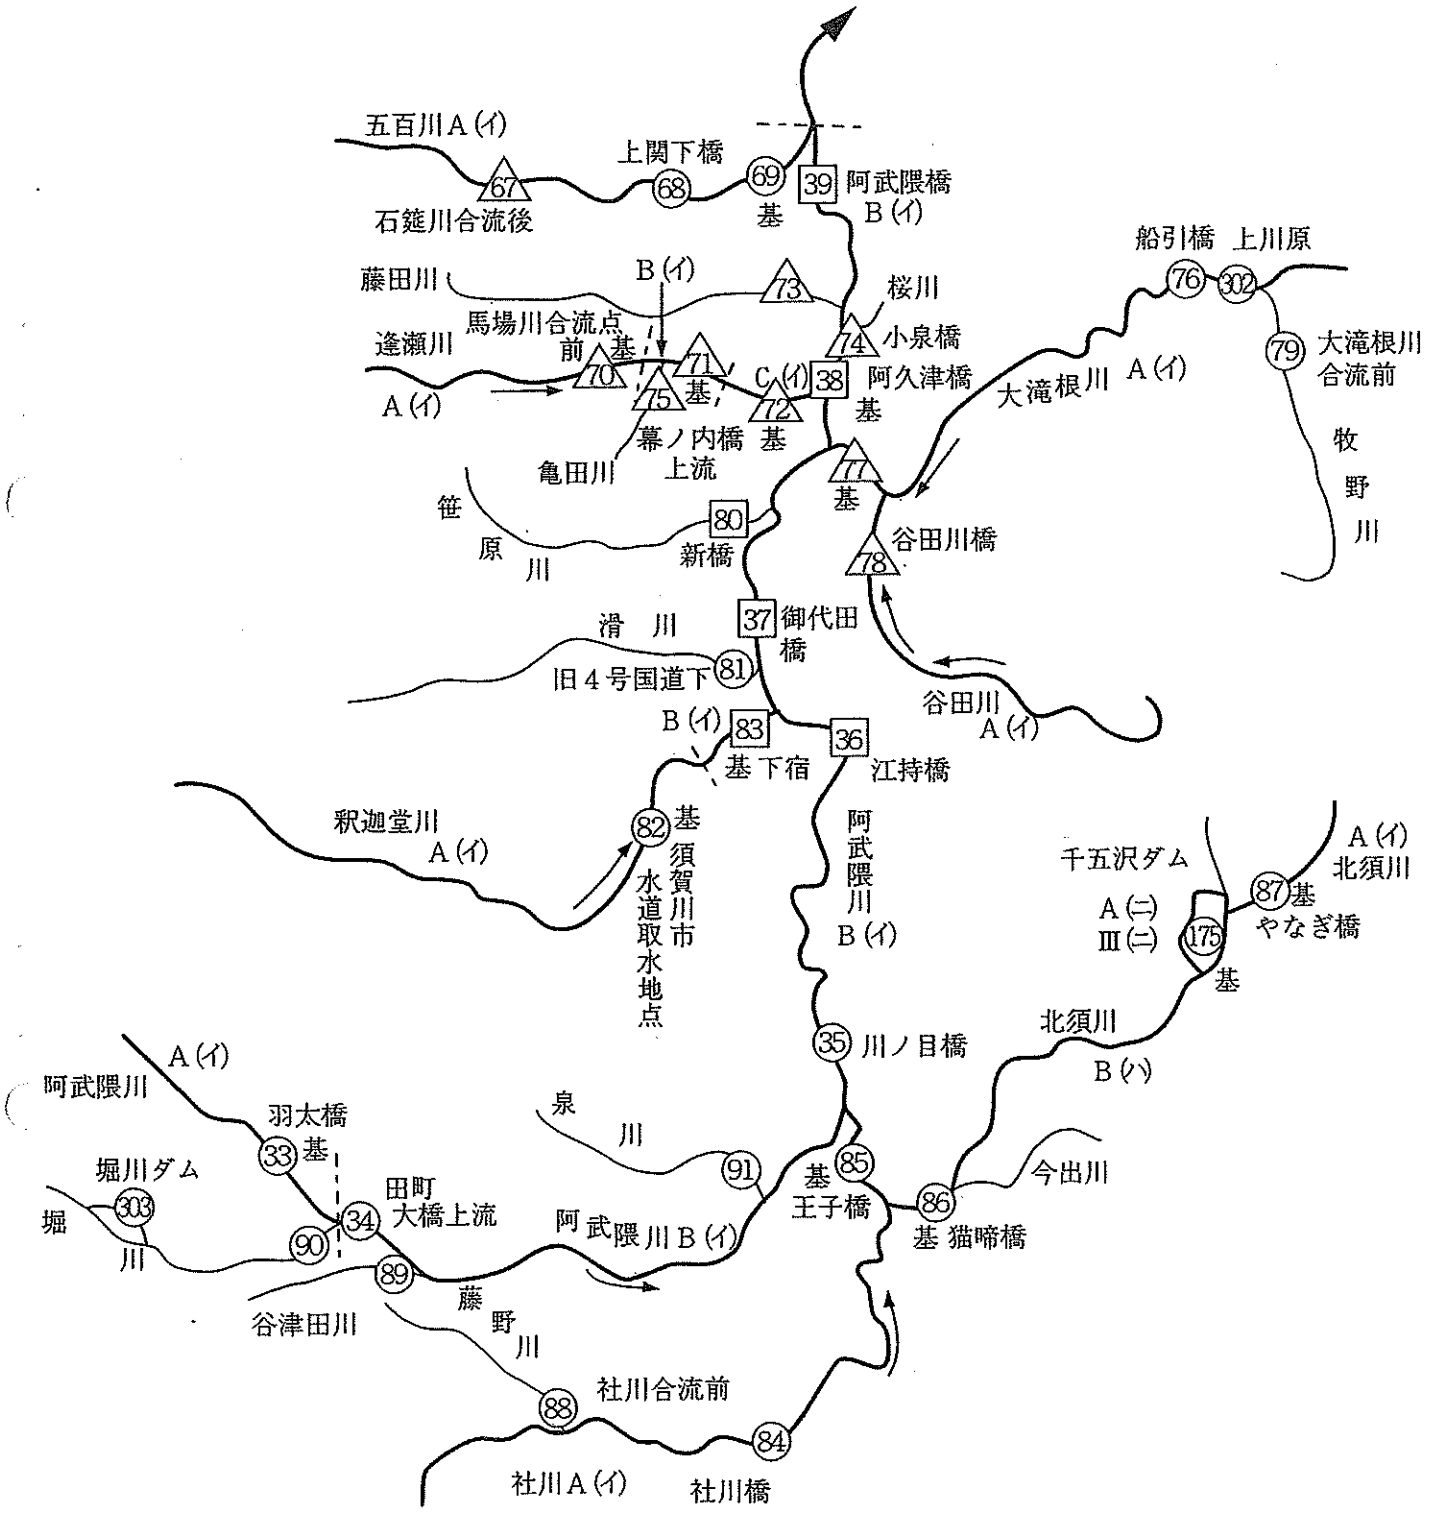 五百川A(イ)
上関下橋
67
68
69
39
阿武隈橋
B(イ)
石筵川合流後
基
船引橋
上川原
藤田川
B(イ)
73
桜川
76
302
馬場川合流点
前
基
逢瀬川
74
小泉橋
79
大滝根川
合流前
70
71
C(イ)
38
阿久津橋
基
A(イ)
75
基
72
大滝根川
A(イ)
幕ノ内橋
上流
基
亀田川
77
基
牧野川
笹原川
80
新橋
78
谷田川橋
滑川
37
御代田
橋
旧4号国道下
81
谷田川
A(イ)
B(イ)
83
基下宿
36
江持橋
釈迦堂川
A(イ)
82
基
須賀川市
水道取水地点
阿武隈川
B(イ)
千五沢ダム
A(イ)
北須川
87
基
やなぎ橋
A(ニ)
Ⅲ(ニ)
175
基
35
川ノ目橋
北須川
B(ハ)
A(イ)
阿武隈川
羽太橋
33
基
泉川
91
基
85
王子橋
今出川
86
基猫啼橋
堀川ダム
303
堀川
34
田町
大橋上流
90
89
阿武隈川B(イ)
谷津田川
藤野川
88
社川合流前
84
社川A(イ)
社川橋